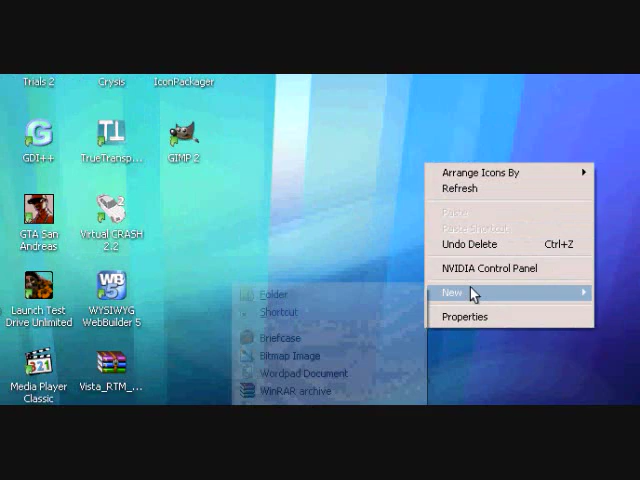 Trials 2
Crysis
IconPackager
GDI++
TrueTransp...
GIMP 2
GTA San
Andreas
Virtual CRASH
2.2
Launch Test
Drive Unlimited
WYSIWYG
WebBuilder 5
Media Player
Classic
Vista_RTM_...
Arrange Icons By
Refresh
Paste
Paste Shortcut
Undo Delete Ctrl+Z
NVIDIA Control Panel
New
Properties
Folder
Shortcut
Briefcase
Bitmap Image
Wordpad Document
WinRAR archive